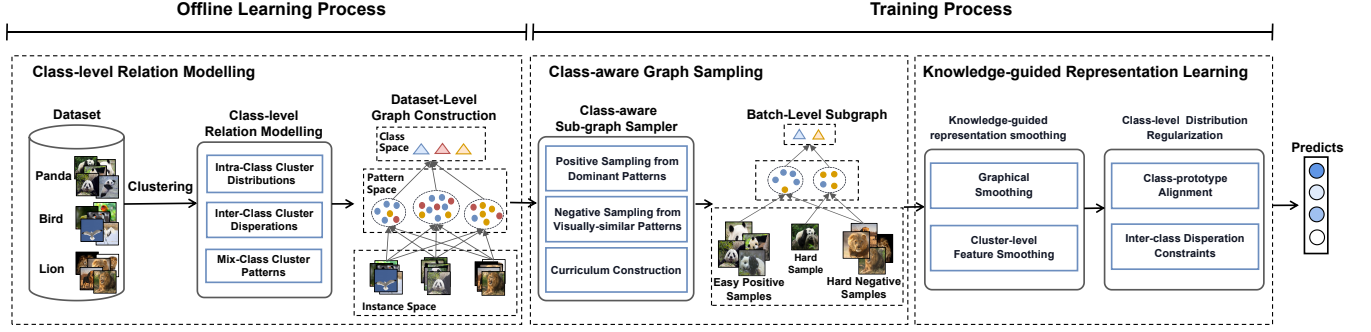 Offline Learning Process
Training Process
Class-level Relation Modelling
Dataset
Panda
Bird
Lion
Clustering
Class-level
Relation Modelling
Intra-Class Cluster
Distributions
Inter-Class Cluster
Disperations
Mix-Class Cluster
Patterns
Dataset-Level
Graph Construction
Class
Space
Pattern
Space
Instance Space
Class-aware Graph Sampling
Class-aware
Sub-graph Sampler
Positive Sampling from
Dominant Patterns
Negative Sampling from
Visually-similar Patterns
Curriculum Construction
Batch-Level Subgraph
Easy Positive
Samples
Hard
Sample
Hard Negative
Samples
Knowledge-guided Representation Learning
Knowledge-guided
representation smoothing
Graphical
Smoothing
Cluster-level
Feature Smoothing
Class-level Distribution
Regularization
Class-prototype
Alignment
Inter-class Disperation
Constraints
Predicts